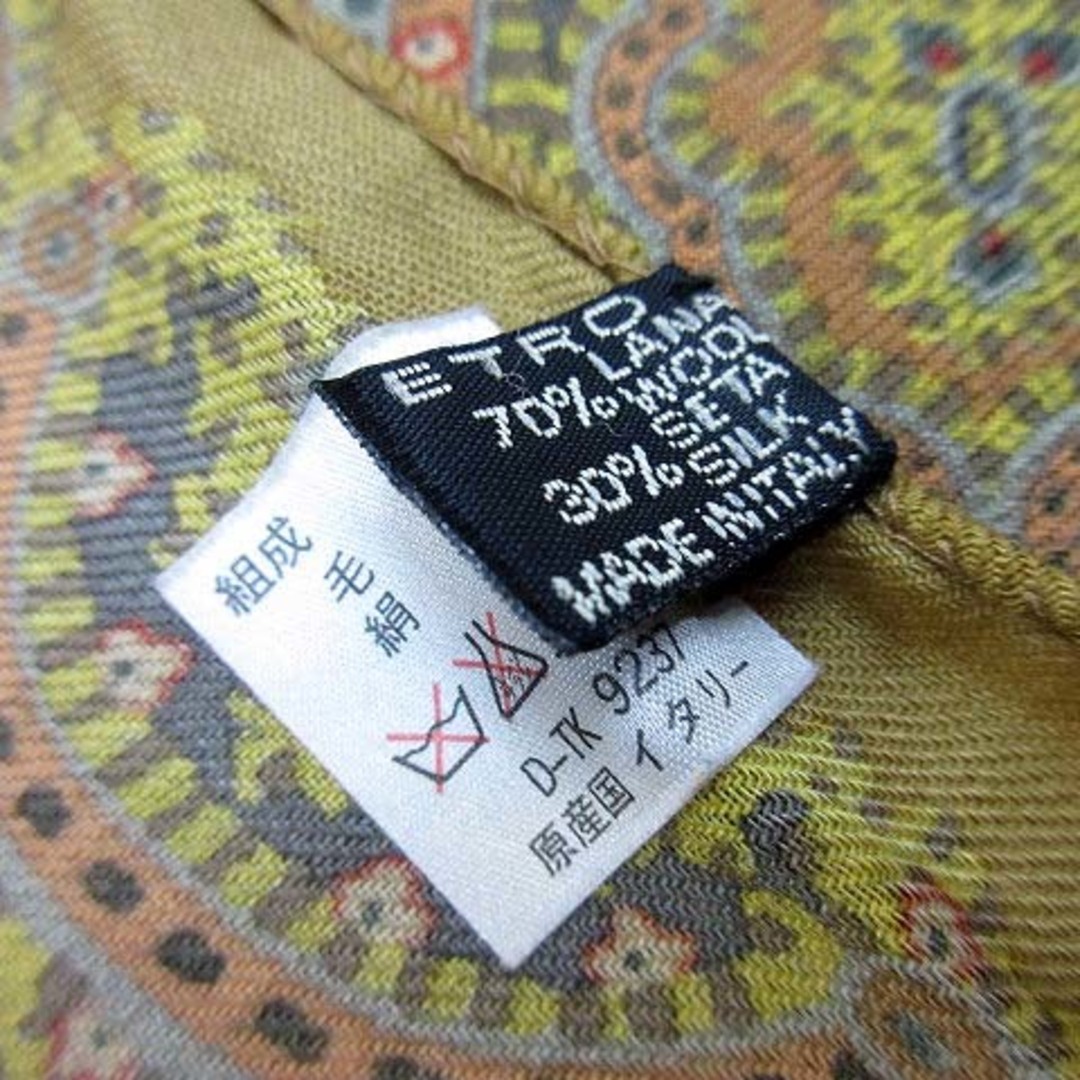 ETRO
LANA
70% WOOL
SETA
30% SILK
MADE IN ITALY
組成 毛
絹
D-TK 9237
原産国 イタリー